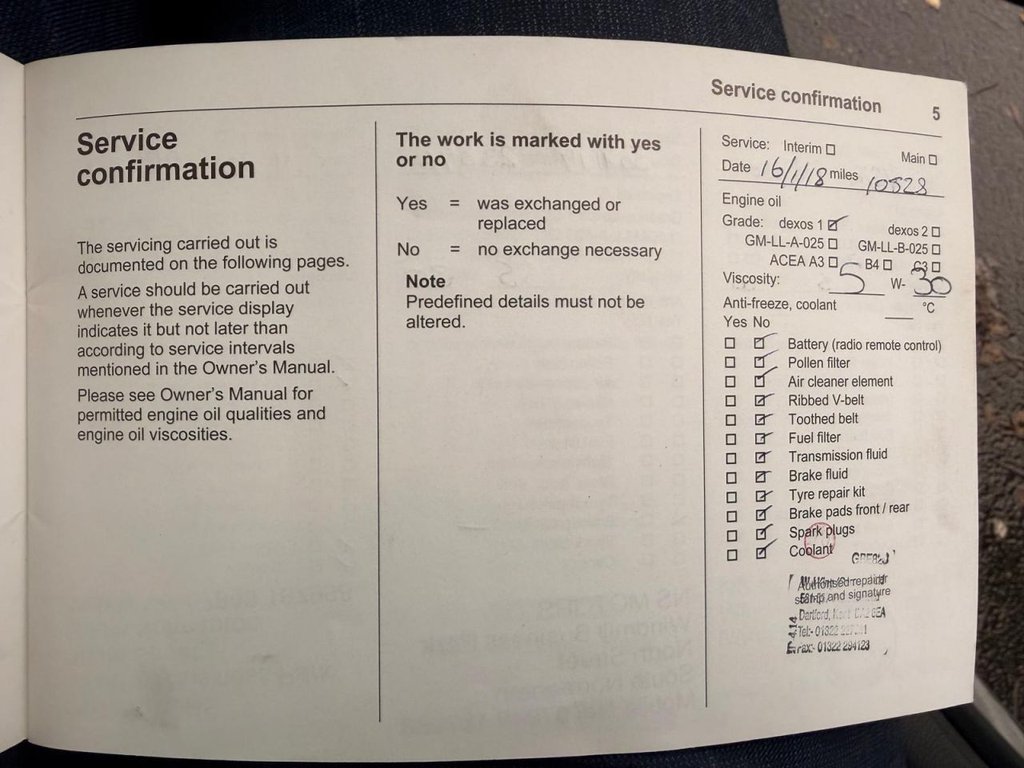 Service confirmation 5
Service
confirmation
The servicing carried out is
documented on the following pages.
A service should be carried out
whenever the service display
indicates it but not later than
according to service intervals
mentioned in the Owner's Manual.
Please see Owner's Manual for
permitted engine oil qualities and
engine oil viscosities.
The work is marked with yes
or no
Yes = was exchanged or
replaced
No = no exchange necessary
Note
Predefined details must not be
altered.
Service: Interim Main
Date 16/1/18 miles 10528
Engine oil
Grade: dexos 1 dexos 2
GM-LL-A-025 GM-LL-B-025
ACEA A3 B4 C3
Viscosity: 5 W- 30
Anti-freeze, coolant °C
Yes No
Battery (radio remote control)
Pollen filter
Air cleaner element
Ribbed V-belt
Toothed belt
Fuel filter
Transmission fluid
Brake fluid
Tyre repair kit
Brake pads front / rear
Spark plugs
Coolant
Authorised repairer
stamp and signature
Dartford, Kent
Tel:- 01322
Fax:- 01322 294123